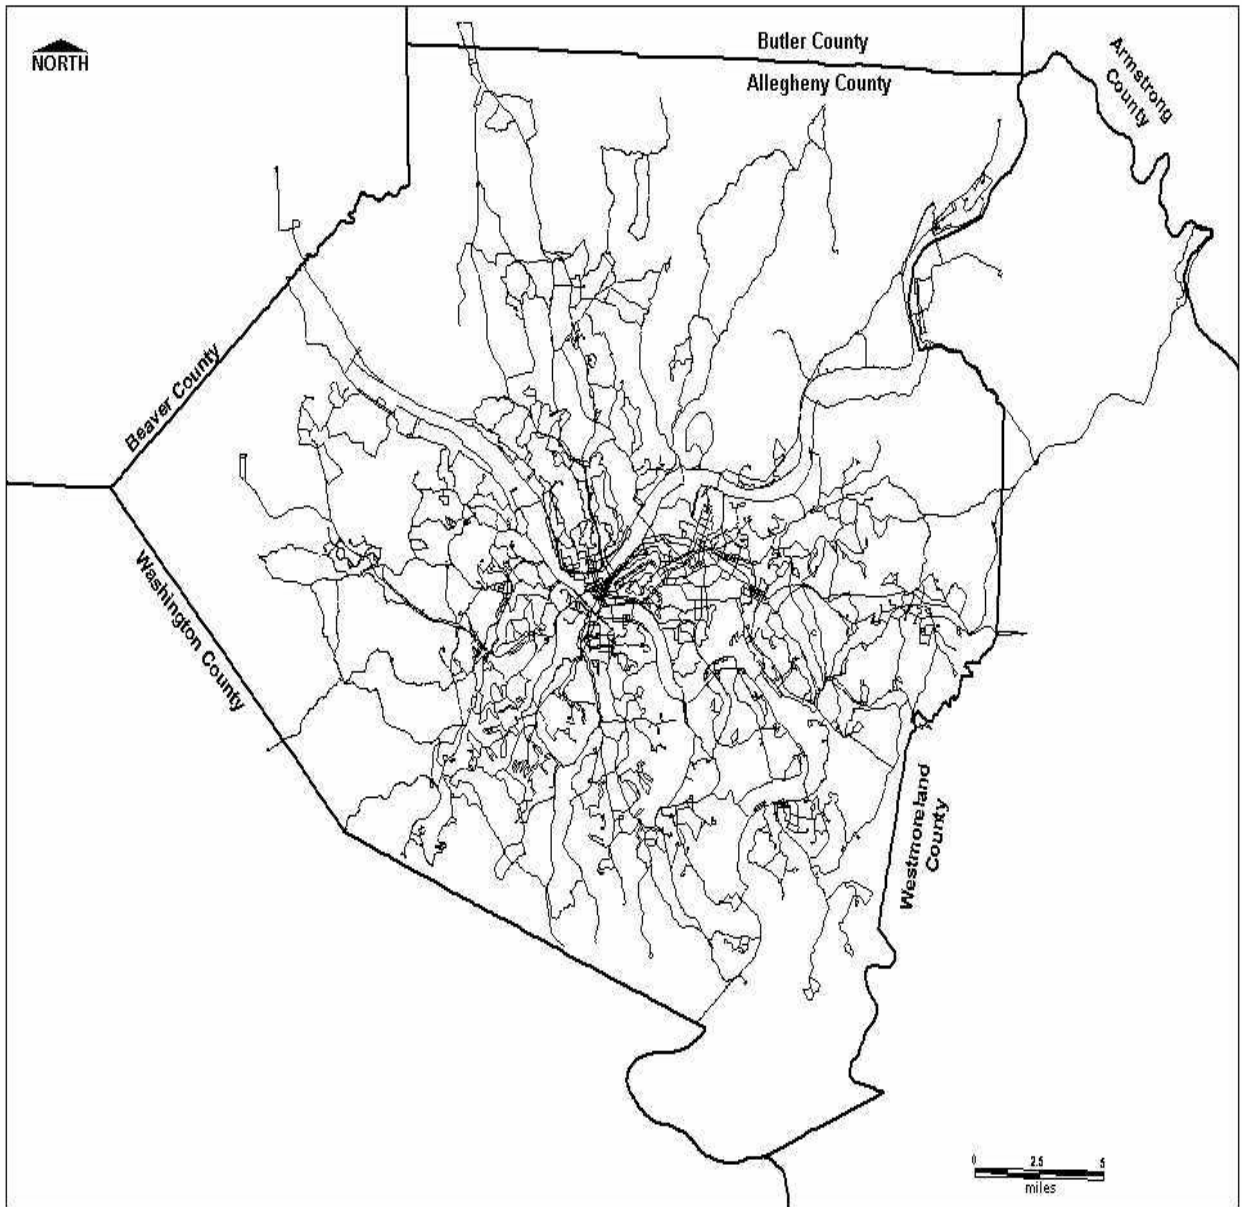 NORTH
Butler County
Allegheny County
Armstrong
County
Beaver County
Washington County
Westmoreland
County
0 2.5 5
miles